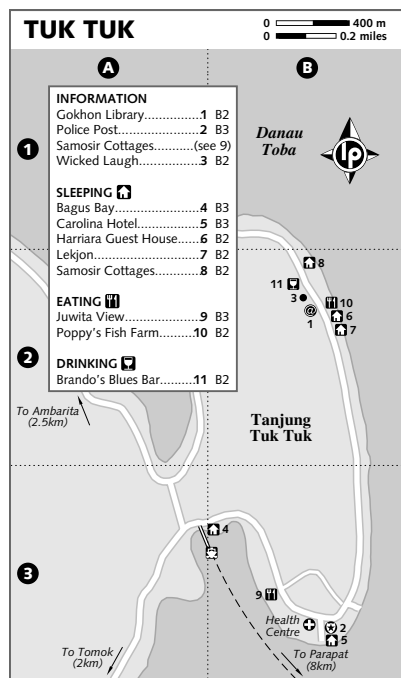 TUK TUK
0 400 m
0 0.2 miles
A
B
INFORMATION
Gokhon Library...............1 B2
Police Post......................2 B3
Samosir Cottages..........(see 9)
Wicked Laugh.................3 B2
SLEEPING
Bagus Bay......................4 B3
Carolina Hotel................5 B3
Harriara Guest House......6 B2
Lekjon............................7 B2
Samosir Cottages............8 B2
EATING
Juwita View....................9 B3
Poppy's Fish Farm.........10 B2
DRINKING
Brando's Blues Bar.........11 B2
1
Danau
Toba
lp
8
11
3
10
@
6
1
7
2
To Ambarita
(2.5km)
Tanjung
Tuk Tuk
3
4
9
Health
Centre
2
5
To Tomok
(2km)
To Parapat
(8km)